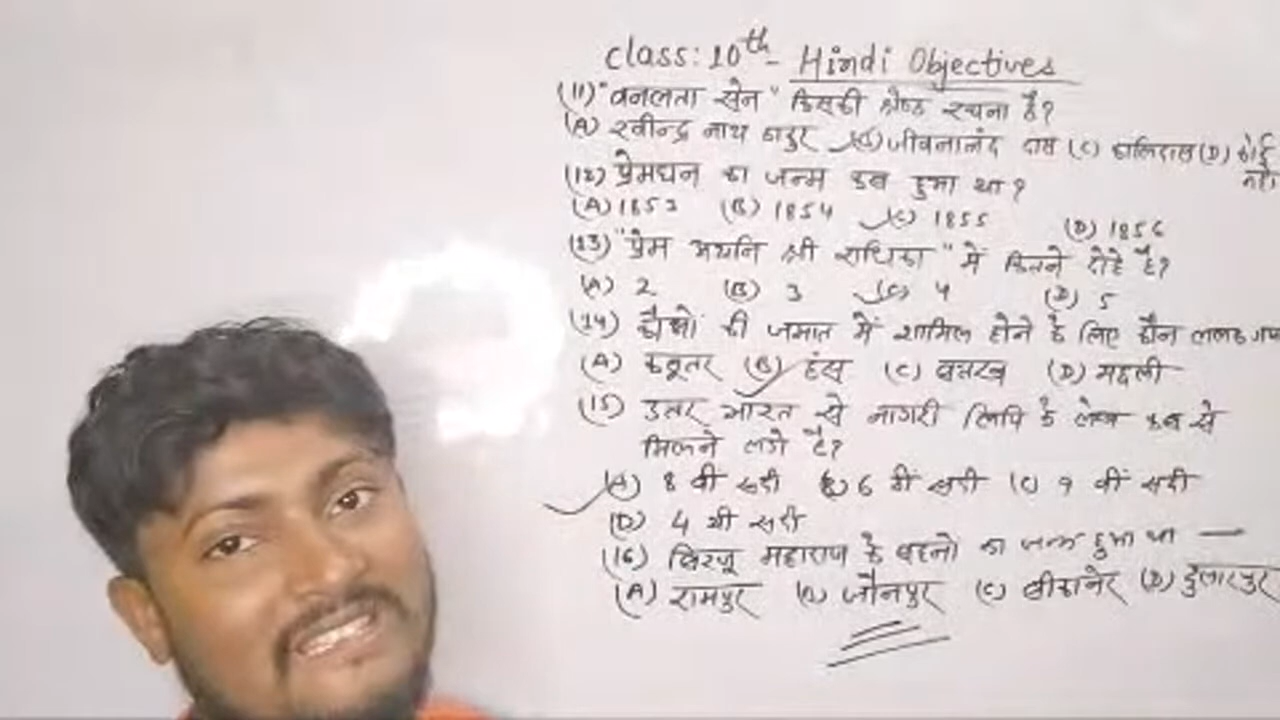 Class: 10th - Hindi Objectives
(11) "वनलता सेन" किसकी श्रेष्ठ रचना है?
(A) रवीन्द्र नाथ ठाकुर (B) जीवनानंद दास (C) कालिदास (D) कोई नहीं
(12) प्रेमघन का जन्म कब हुआ था?
(A) 1853 (B) 1854 (C) 1855 (D) 1856
(13) "प्रेम अयनि श्री राधिका" में कितने दोहे है?
(A) 2 (B) 3 (C) 4 (D) 5
(14) कौओं की जमात में शामिल होने के लिए कौन
(A) कबूतर (B) हंस (C) बत्तख (D) मछली
(15) उत्तर भारत से नागरी लिपि के लेख कब से
मिलने लगे है?
(A) 8 वी सदी (B) 6 वीं सदी (C) 9 वीं सदी
(D) 4 थी सदी
(16) बिरजू महाराज के बहनो का जन्म हुआ था —
(A) रामपुर (B) जौनपुर (C) बीकानेर (D)